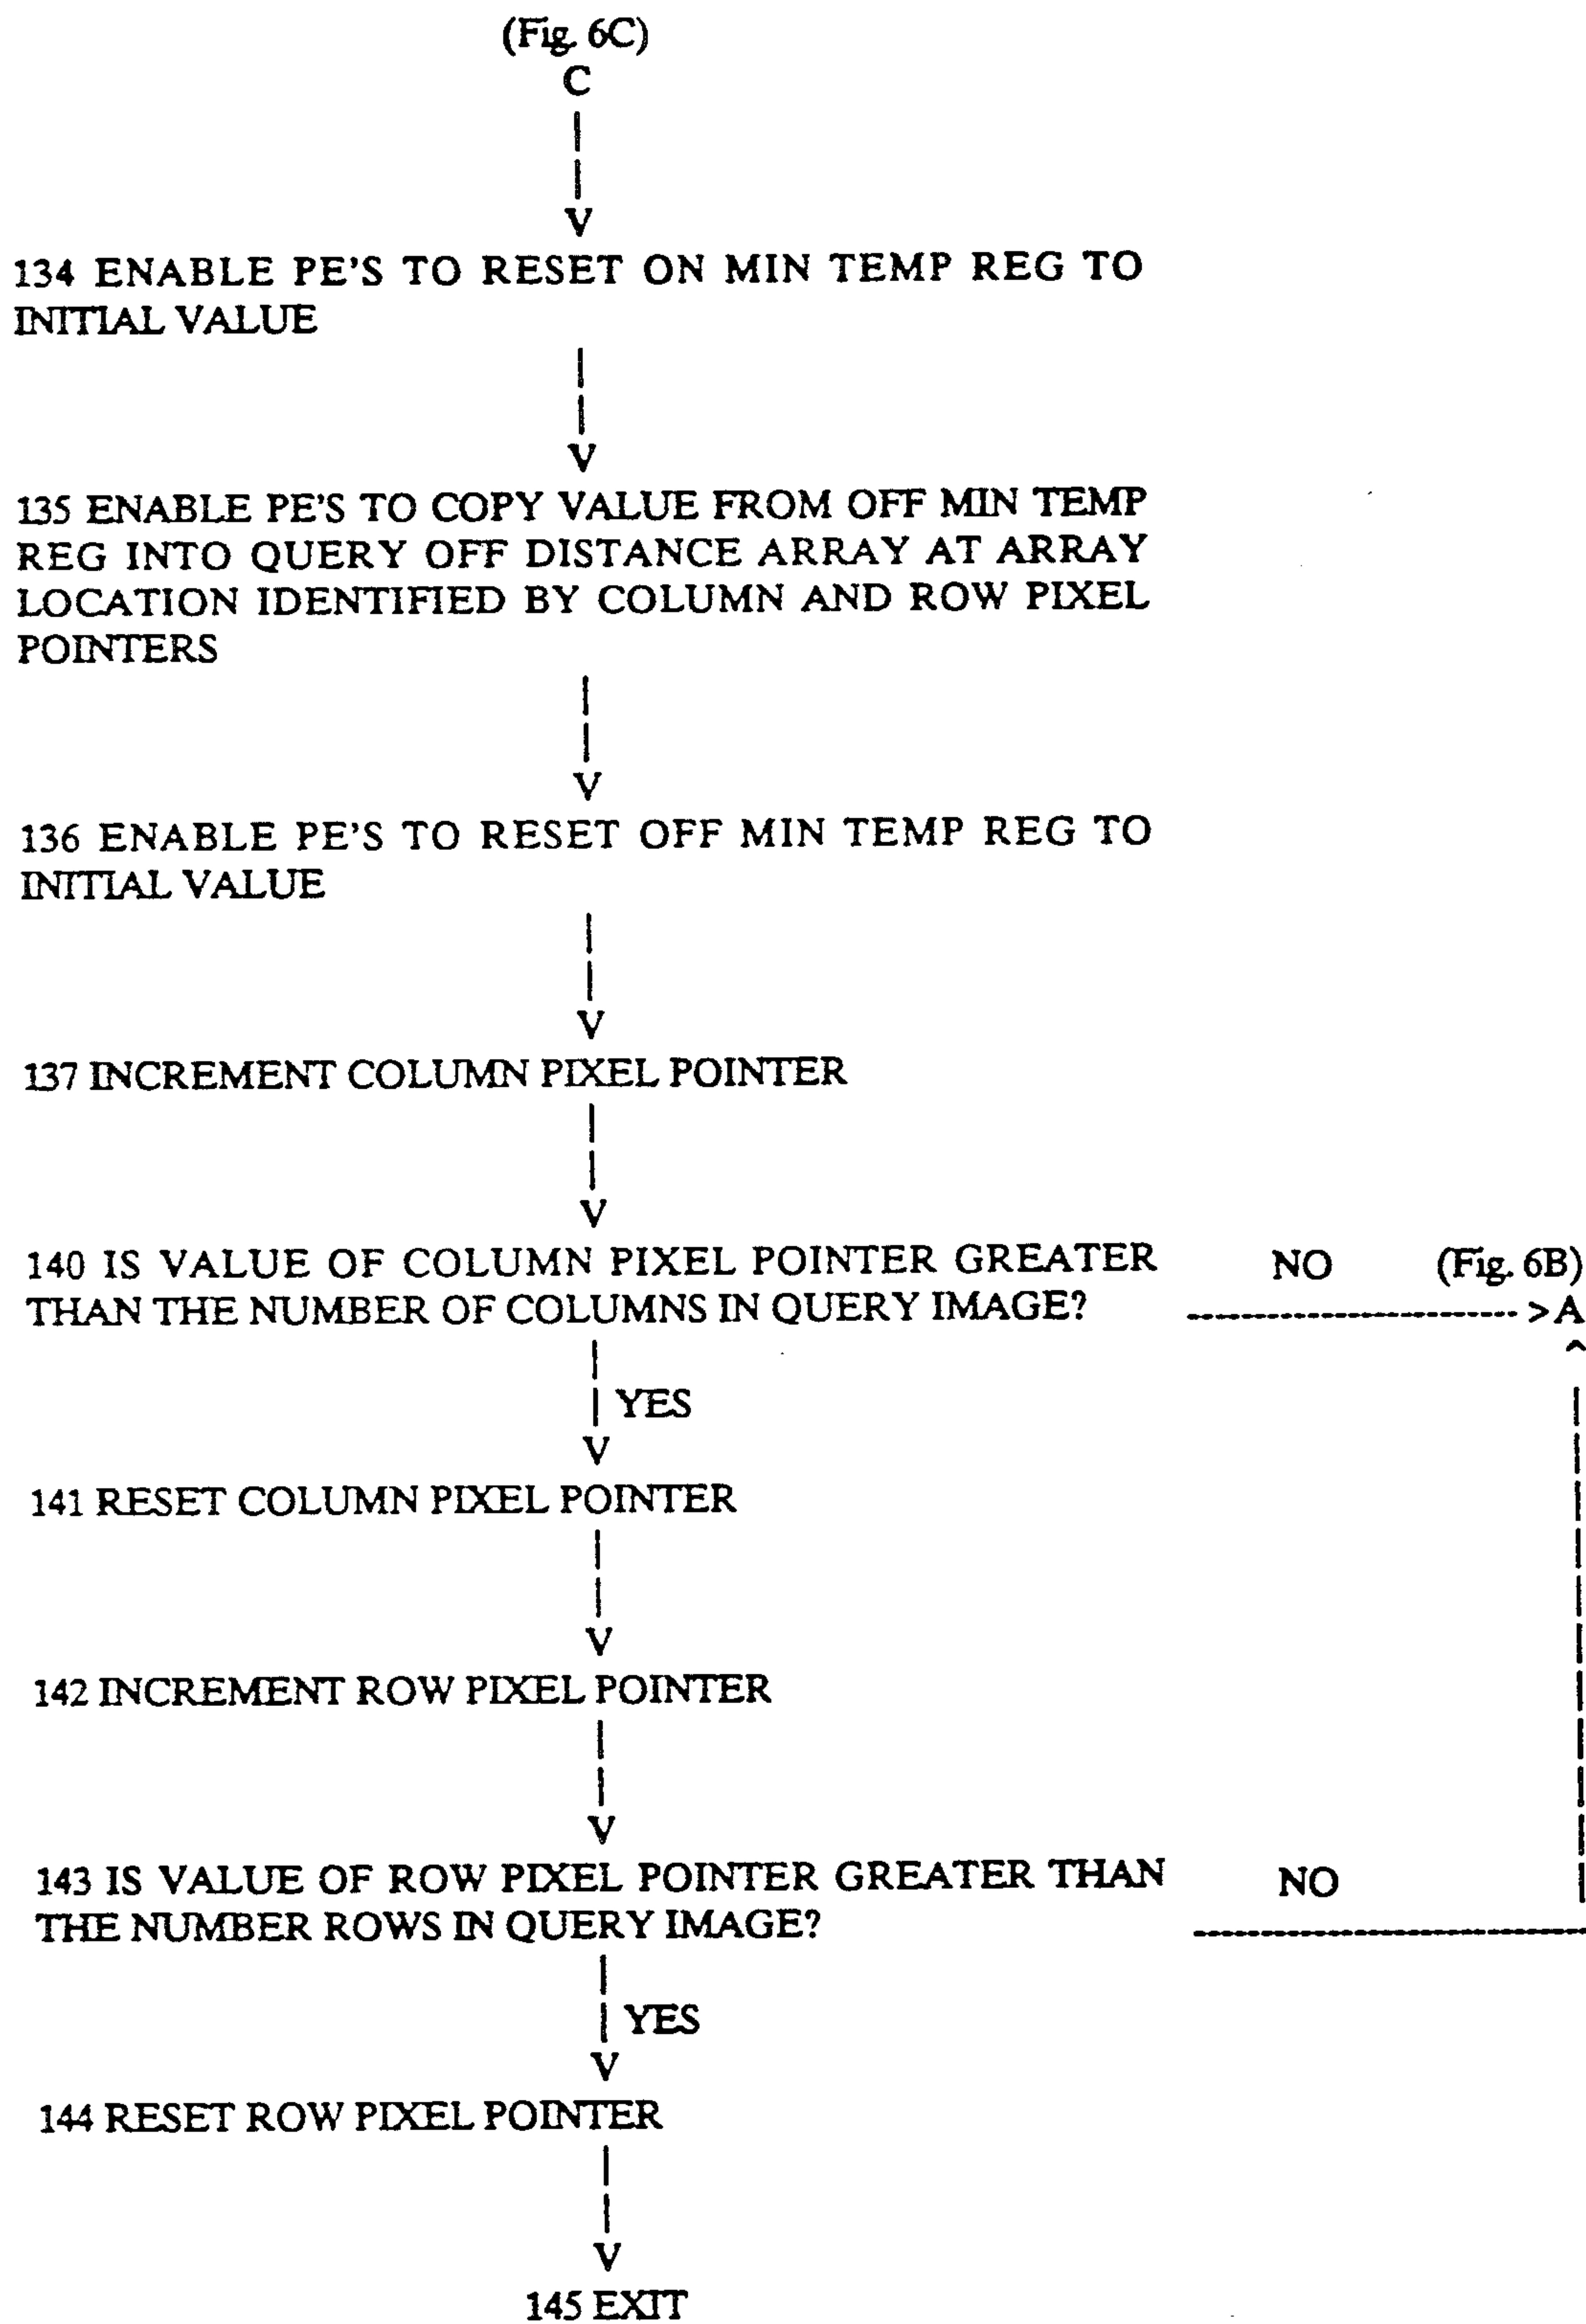 (Fig. 6C)
C
134 ENABLE PE'S TO RESET ON MIN TEMP REG TO
INITIAL VALUE
135 ENABLE PE'S TO COPY VALUE FROM OFF MIN TEMP
REG INTO QUERY OFF DISTANCE ARRAY AT ARRAY
LOCATION IDENTIFIED BY COLUMN AND ROW PIXEL
POINTERS
136 ENABLE PE'S TO RESET OFF MIN TEMP REG TO
INITIAL VALUE
137 INCREMENT COLUMN PIXEL POINTER
140 IS VALUE OF COLUMN PIXEL POINTER GREATER NO (Fig. 6B)
THAN THE NUMBER OF COLUMNS IN QUERY IMAGE? >A
YES
141 RESET COLUMN PIXEL POINTER
142 INCREMENT ROW PIXEL POINTER
143 IS VALUE OF ROW PIXEL POINTER GREATER THAN NO
THE NUMBER ROWS IN QUERY IMAGE?
YES
144 RESET ROW PIXEL POINTER
145 EXIT